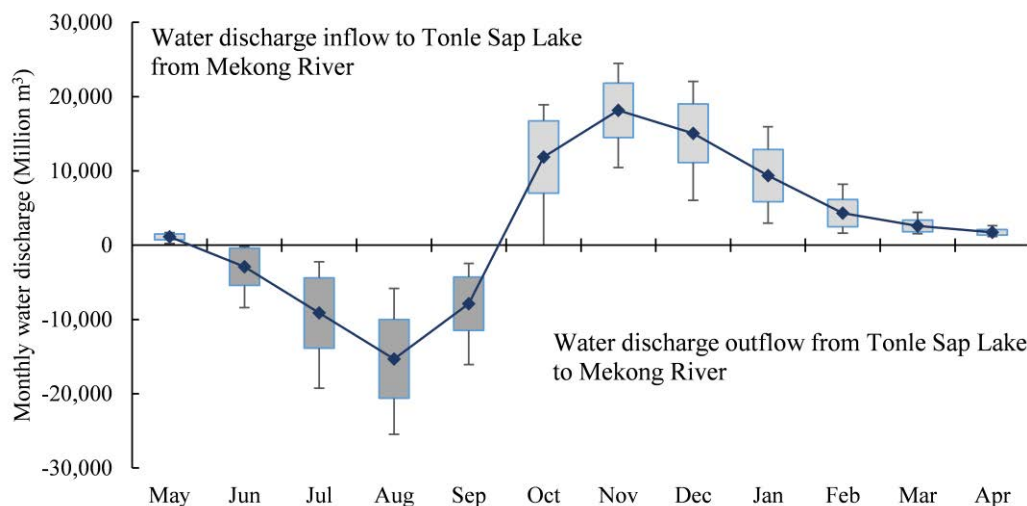 30,000
Water discharge inflow to Tonle Sap Lake
from Mekong River
20,000
10,000
0
-10,000
Water discharge outflow from Tonle Sap Lake
to Mekong River
-20,000
-30,000
Monthly water discharge (Million m³)
May Jun Jul Aug Sep Oct Nov Dec Jan Feb Mar Apr